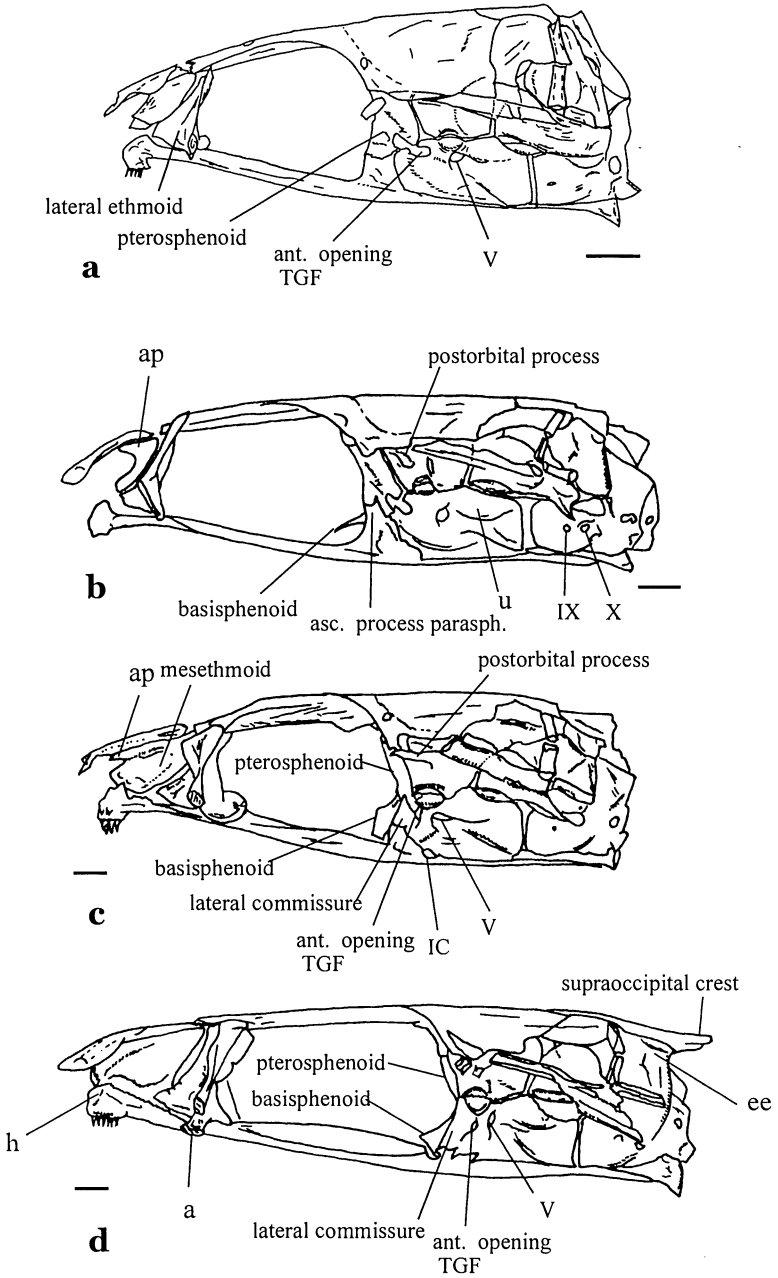 lateral ethmoid
pterosphenoid
ant. opening
TGF
V
a
ap
postorbital process
basisphenoid
asc. process parasph.
u
IX
X
b
ap
mesethmoid
postorbital process
pterosphenoid
basisphenoid
lateral commissure
ant. opening
TGF
IC
V
c
supraoccipital crest
pterosphenoid
basisphenoid
ee
h
a
lateral commissure
ant. opening
TGF
V
d